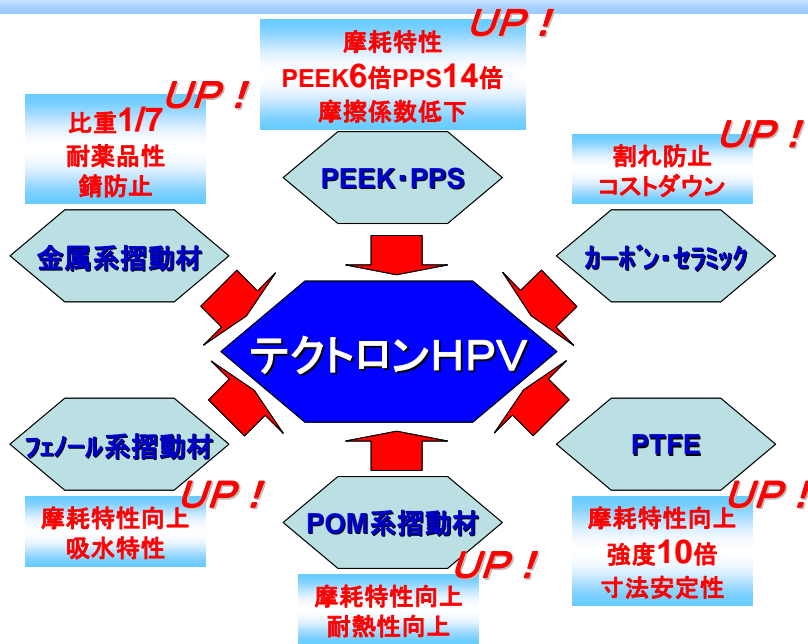 UP！
摩耗特性
PEEK6倍PPS14倍
摩擦係数低下
PEEK・PPS
UP！
比重1/7
耐薬品性
錆防止
金属系摺動材
UP！
割れ防止
コストダウン
カーボン・セラミック
テクトロンHPV
フェノール系摺動材
UP！
摩耗特性向上
吸水特性
POM系摺動材
UP！
摩耗特性向上
耐熱性向上
PTFE
UP！
摩耗特性向上
強度10倍
寸法安定性